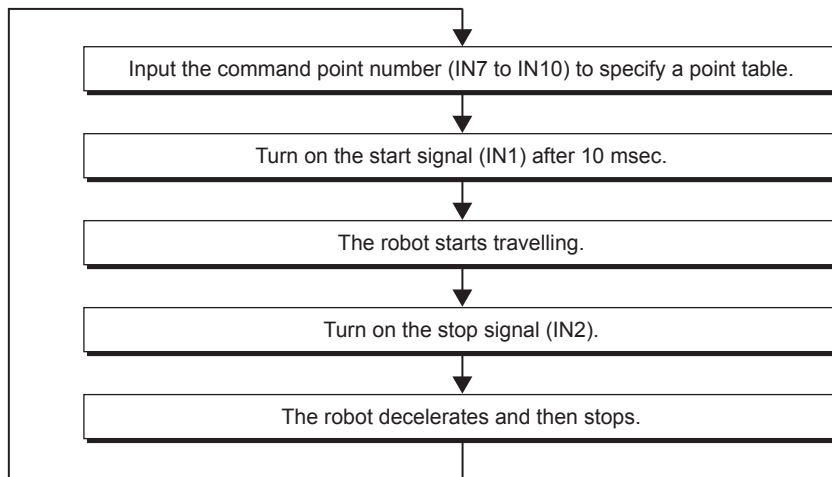 Input the command point number (IN7 to IN10) to specify a point table.
Turn on the start signal (IN1) after 10 msec.
The robot starts travelling.
Turn on the stop signal (IN2).
The robot decelerates and then stops.